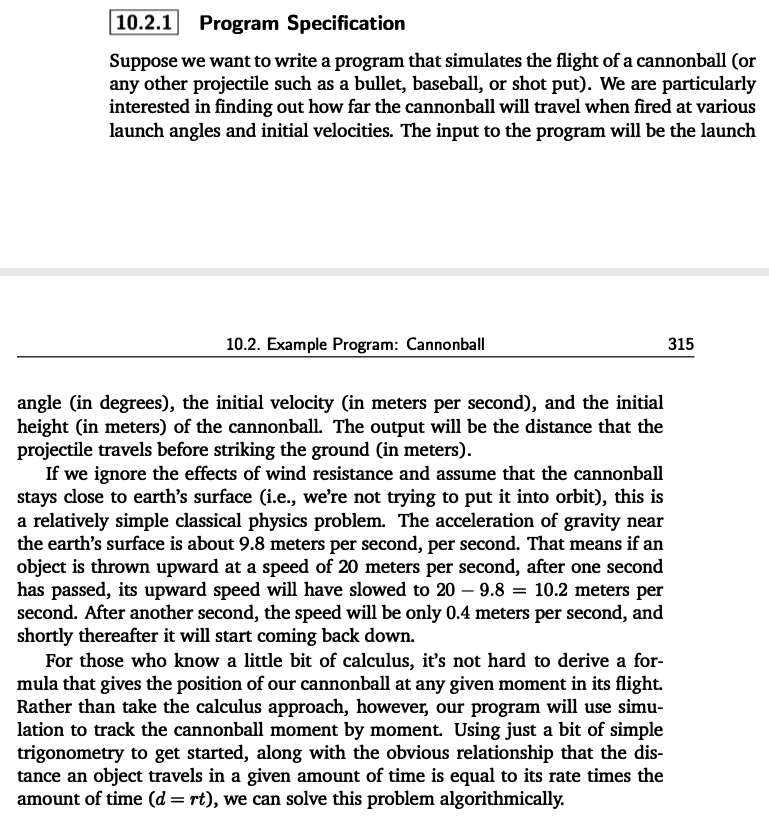 10.2.1 Program Specification
Suppose we want to write a program that simulates the flight of a cannonball (or
any other projectile such as a bullet, baseball, or shot put). We are particularly
interested in finding out how far the cannonball will travel when fired at various
launch angles and initial velocities. The input to the program will be the launch
10.2. Example Program: Cannonball 315
angle (in degrees), the initial velocity (in meters per second), and the initial
height (in meters) of the cannonball. The output will be the distance that the
projectile travels before striking the ground (in meters).
If we ignore the effects of wind resistance and assume that the cannonball
stays close to earth's surface (i.e., we're not trying to put it into orbit), this is
a relatively simple classical physics problem. The acceleration of gravity near
the earth's surface is about 9.8 meters per second, per second. That means if an
object is thrown upward at a speed of 20 meters per second, after one second
has passed, its upward speed will have slowed to 20 − 9.8 = 10.2 meters per
second. After another second, the speed will be only 0.4 meters per second, and
shortly thereafter it will start coming back down.
For those who know a little bit of calculus, it's not hard to derive a for-
mula that gives the position of our cannonball at any given moment in its flight.
Rather than take the calculus approach, however, our program will use simu-
lation to track the cannonball moment by moment. Using just a bit of simple
trigonometry to get started, along with the obvious relationship that the dis-
tance an object travels in a given amount of time is equal to its rate times the
amount of time (d = rt), we can solve this problem algorithmically.